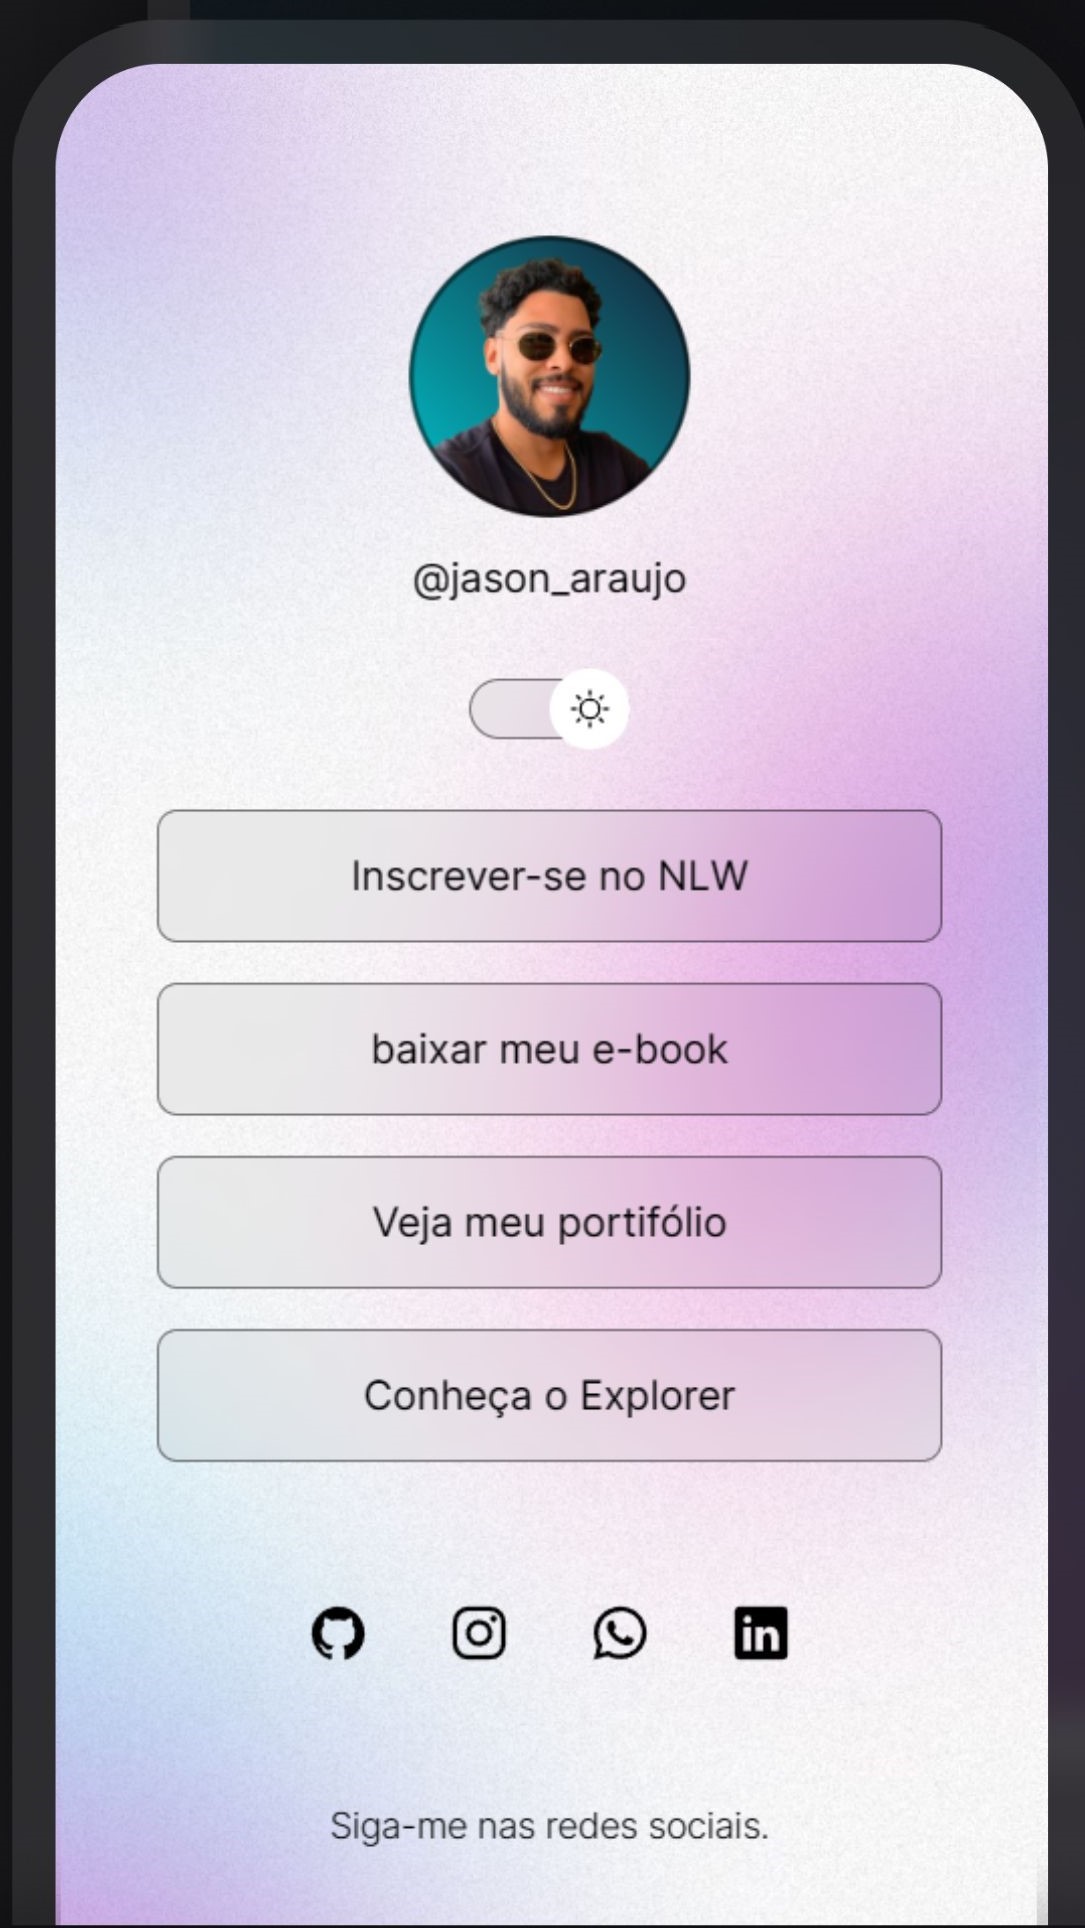 @jason_araujo
Inscrever-se no NLW
baixar meu e-book
Veja meu portifólio
Conheça o Explorer
in
Siga-me nas redes sociais.